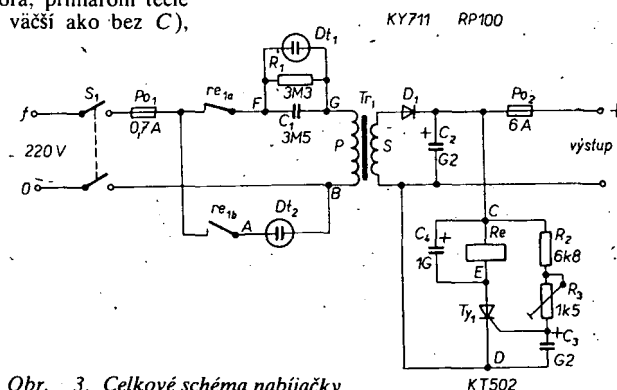 primárom tečie
väčší ako bez C),
KY711 RP100
Dt₁
R₁
3M3
S₁
Po₁
re₁ₐ
F
G
Tr₁
D₁
Po₂
f
0,7A
C₁
3M5
P
S
+ C₂
G2
6A
+
220 V
výstup
0
B
re₁b
A
Dt₂
C
C₄ +
1G
Re
R₂
6k8
E
R₃
1k5
Ty₁
+ C₃
G2
D
Obr. 3. Celkové schéma nabíjačky
KT502